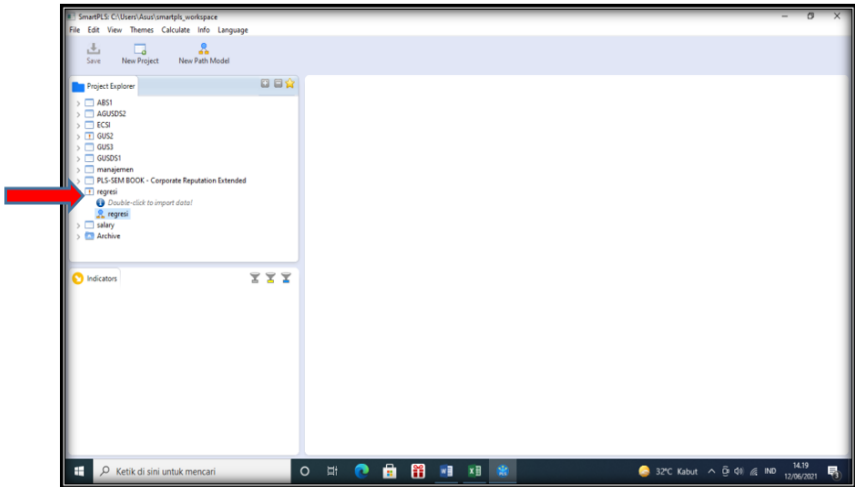 SmartPLS: C:\Users\Asus\smartpls_workspace
File Edit View Themes Calculate Info Language
Save New Project New Path Model
Project Explorer
ABS1
AGUSDS2
ECSI
GUS2
GUS3
GUSDS1
manajemen
PLS-SEM BOOK - Corporate Reputation Extended
regresi
Double-click to import data!
regresi
salary
Archive
Indicators
Ketik di sini untuk mencari
32°C Kabut
IND
14.19
12/06/2021